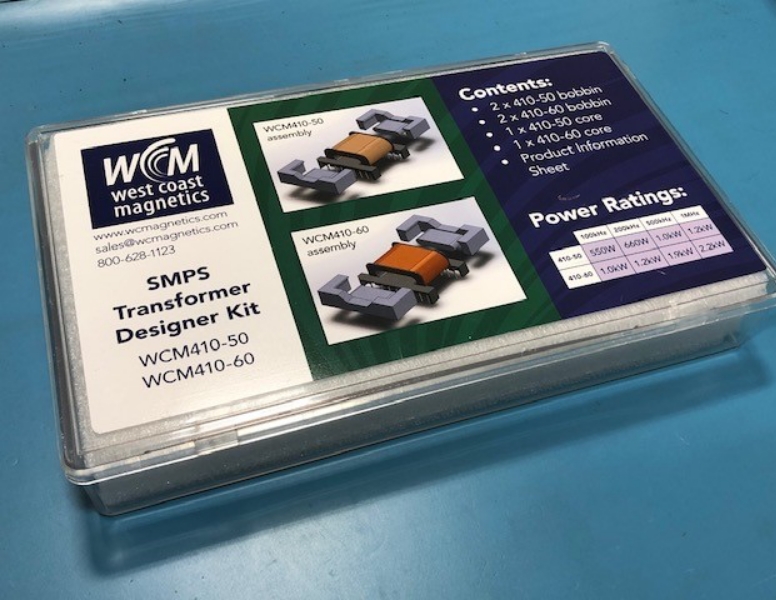 WCM
west coast
magnetics
www.wcmagnetics.com
sales@wcmagnetics.com
800-628-1123
SMPS
Transformer
Designer Kit
WCM410-50
WCM410-60
WCM410-50
assembly
WCM410-60
assembly
Contents:
• 2 x 410-50 bobbin
• 2 x 410-60 bobbin
• 1 x 410-50 core
• 1 x 410-60 core
• Product Information
Sheet
Power Ratings:
100kHz 200kHz 500kHz 1MHz
410-50 550W 660W 1.0kW 1.2kW
410-60 1.0kW 1.2kW 1.9kW 2.2kW